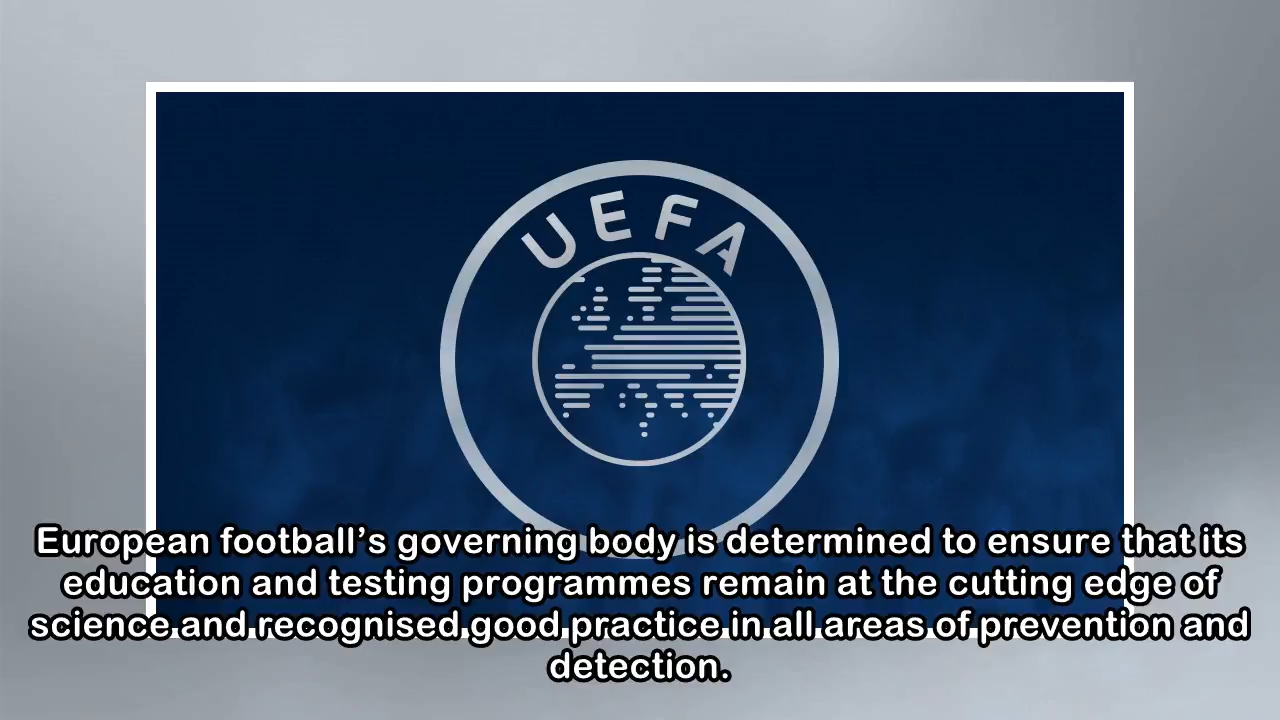 UEFA
European football’s governing body is determined to ensure that its
education and testing programmes remain at the cutting edge of
science and recognised good practice in all areas of prevention and
detection.